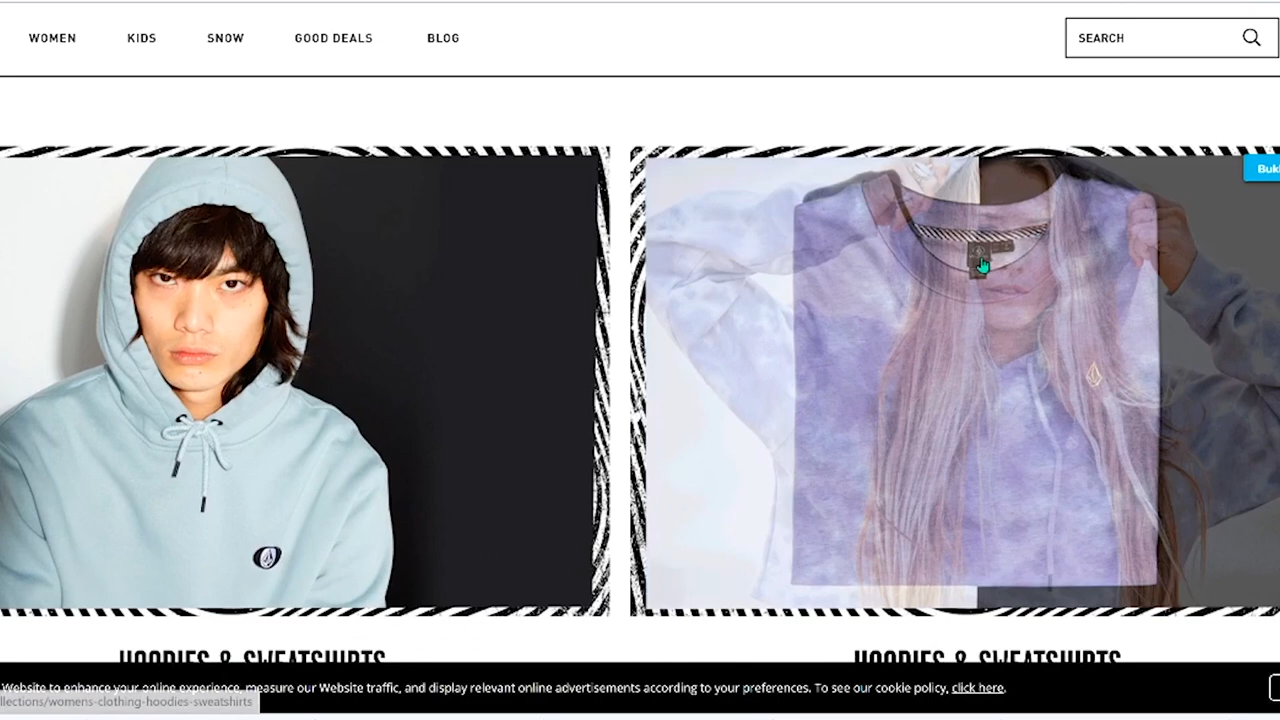 WOMEN KIDS SNOW GOOD DEALS BLOG SEARCH
HOODIES & SWEATSHIRTS HOODIES & SWEATSHIRTS
Website to enhance your online experience, measure our Website traffic, and display relevant online advertisements according to your preferences. To see our cookie policy, click here.
llections/womens-clothing-hoodies-sweatshirts